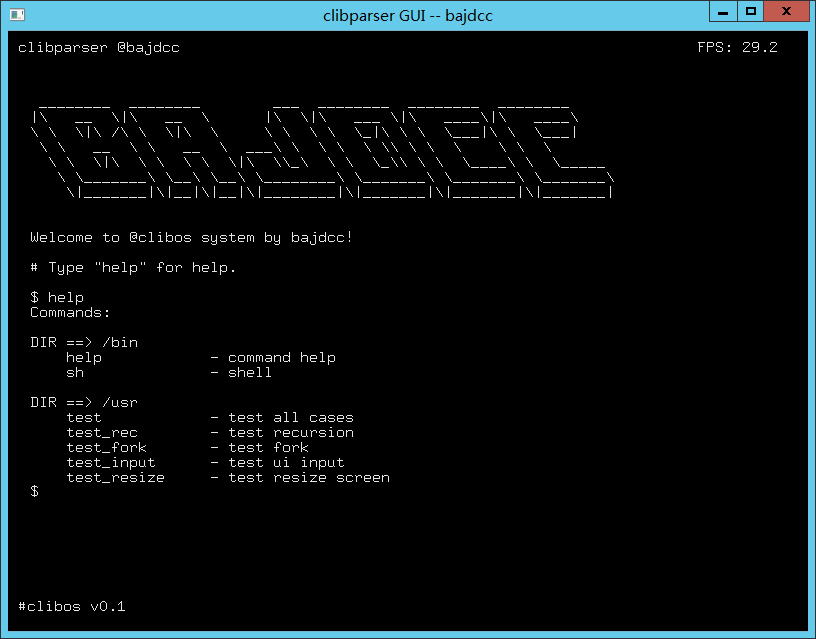 clibparser GUI -- bajdcc
clibparser @bajdcc FPS: 29.2
BAJDCC
Welcome to @clibos system by bajdcc!
# Type "help" for help.
$ help
Commands:
DIR ==> /bin
help - command help
sh - shell
DIR ==> /usr
test - test all cases
test_rec - test recursion
test_fork - test fork
test_input - test ui input
test_resize - test resize screen
$
#clibos v0.1